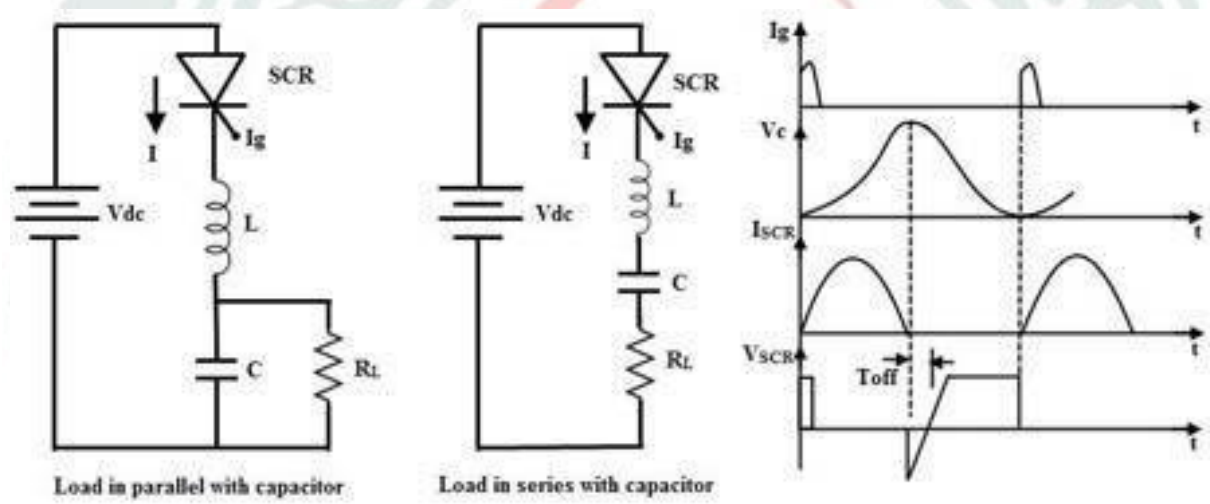 SCR
Ig
I
Vdc
L
C
RL
Load in parallel with capacitor
SCR
Ig
I
Vdc
L
C
RL
Load in series with capacitor
Ig
t
Vc
t
ISCR
t
VSCR
Toff
t